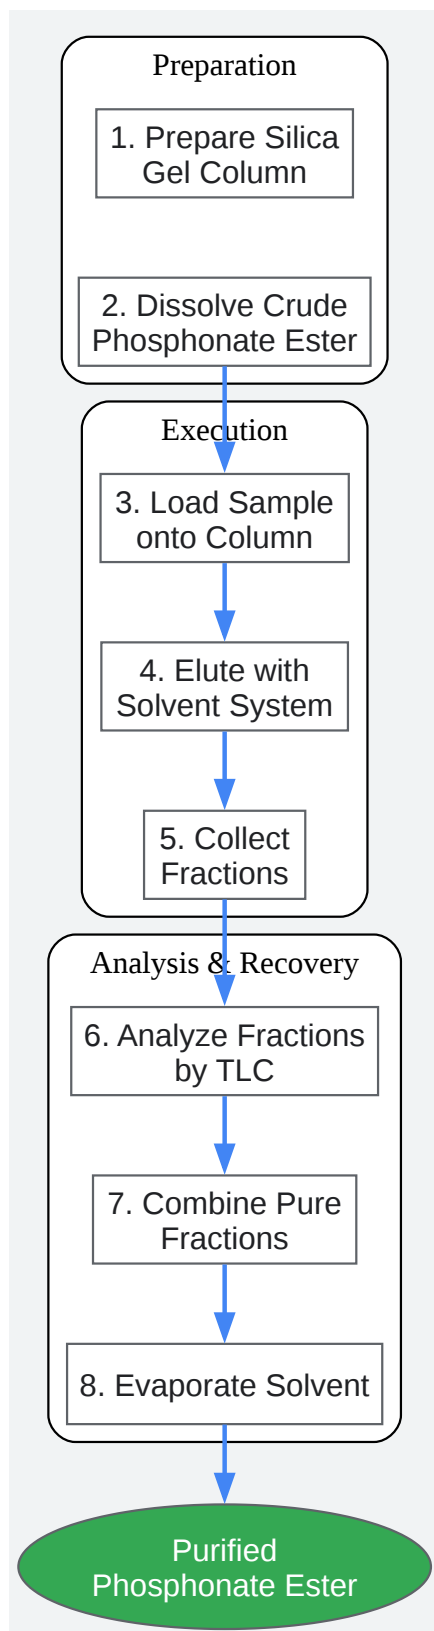 Preparation
1. Prepare Silica
Gel Column
2. Dissolve Crude
Phosphonate Ester
Execution
3. Load Sample
onto Column
4. Elute with
Solvent System
5. Collect
Fractions
Analysis & Recovery
6. Analyze Fractions
by TLC
7. Combine Pure
Fractions
8. Evaporate Solvent
Purified
Phosphonate Ester